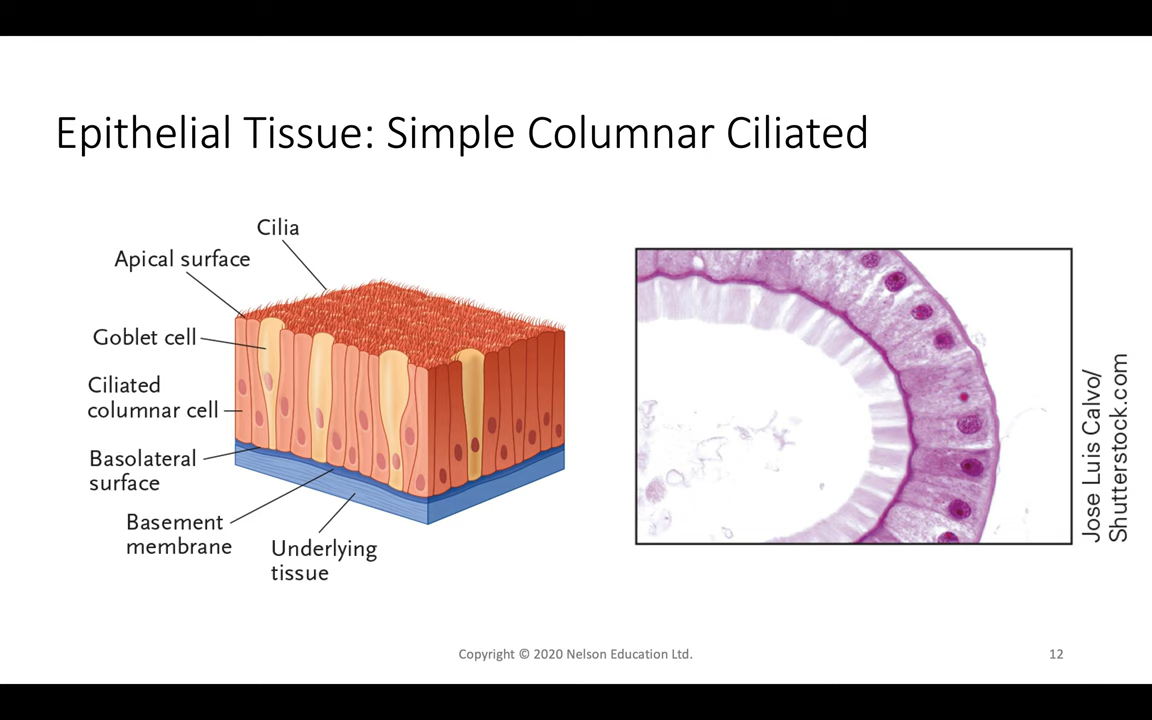 Epithelial Tissue: Simple Columnar Ciliated
Cilia
Apical surface
Goblet cell
Ciliated
columnar cell
Basolateral
surface
Basement
membrane
Underlying
tissue
Jose Luis Calvo/
Shutterstock.com
Copyright © 2020 Nelson Education Ltd.
12